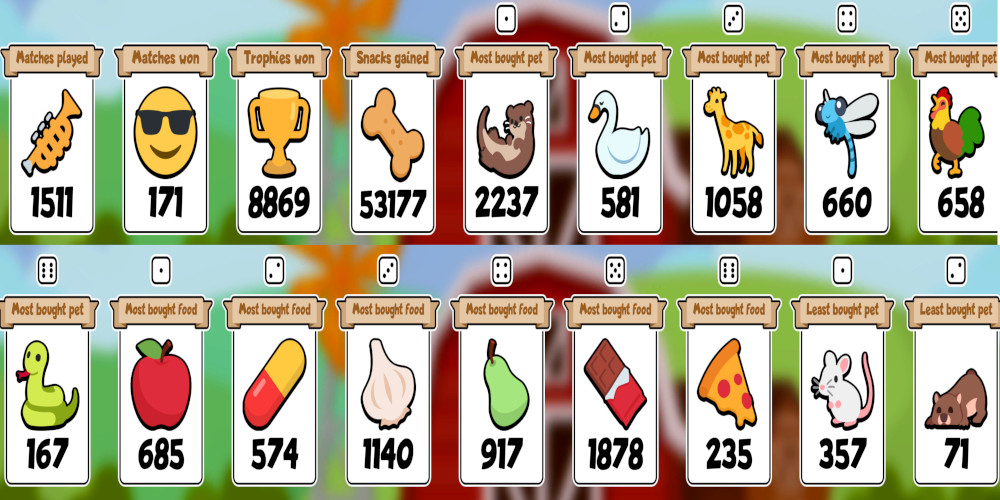 Matches played
1511
Matches won
171
Trophies won
8869
Snacks gained
53177
Most bought pet
2237
Most bought pet
581
Most bought pet
1058
Most bought pet
660
Most bought pet
658
Most bought pet
167
Most bought food
685
Most bought food
574
Most bought food
1140
Most bought food
917
Most bought food
1878
Most bought food
235
Least bought pet
357
Least bought pet
71